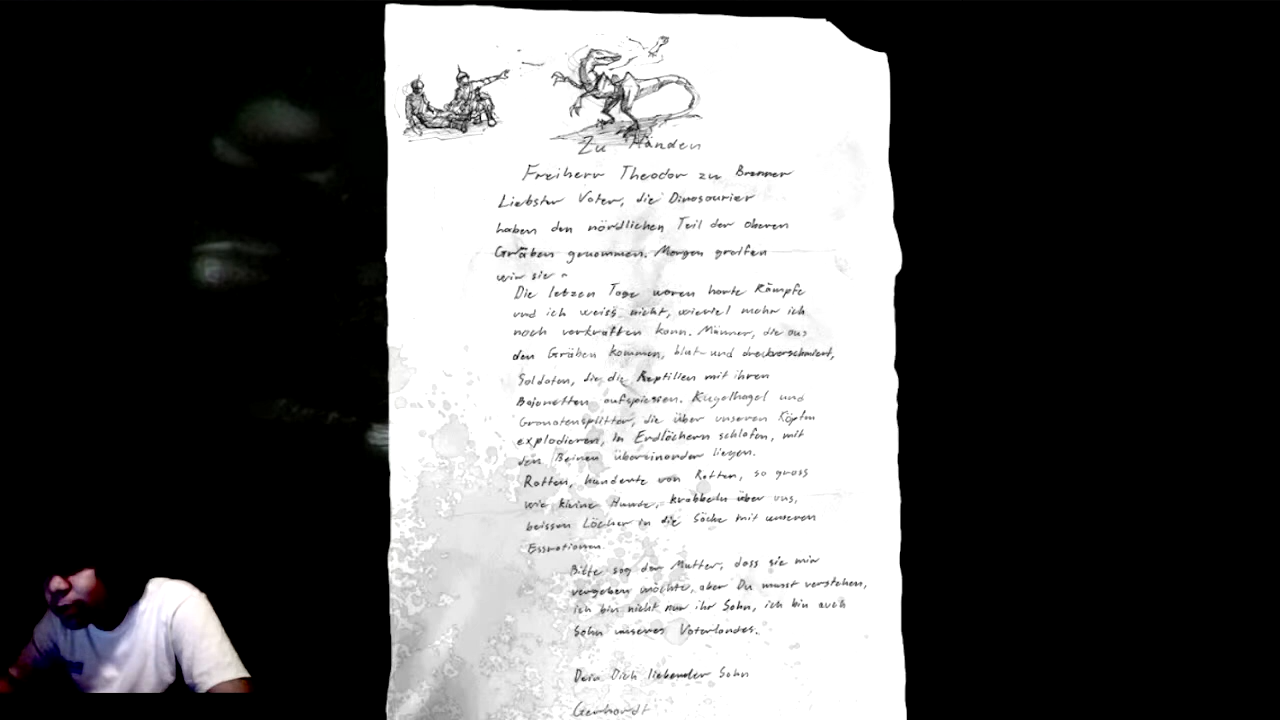 Zu Händen
Freiherr Theodor zu Brenner
Liebster Vater, die Dinosaurier
haben den nördlichen Teil der oberen
Gräben genommen. Morgen greifen
wir sie an
Die letzen Tage waren harte Kämpfe
und ich weiss nicht, wieviel mehr ich
noch verkraften kann. Männer, die aus
den Gräben kommen, blut- und dreckverschmiert,
Soldaten, die die Reptilien mit ihren
Bajonetten aufspiesen. Kugelhagel und
Granatensplitter, die über unseren Köpfen
explodieren, In Erdlöchern schlafen, mit
den Beinen übereinander liegen.
Ratten, hunderte von Ratten, so gross
wie kleine Hunde, krabbeln über uns,
beissen Löcher in die Säcke mit unseren
Essrationen.
Bitte sag der Mutter, dass sie mir
vergeben möchte, aber Du musst verstehen,
ich bin nicht nur ihr Sohn, ich bin auch
Sohn unseres Vaterlandes.
Dein Dich liebender Sohn
Gerhardt